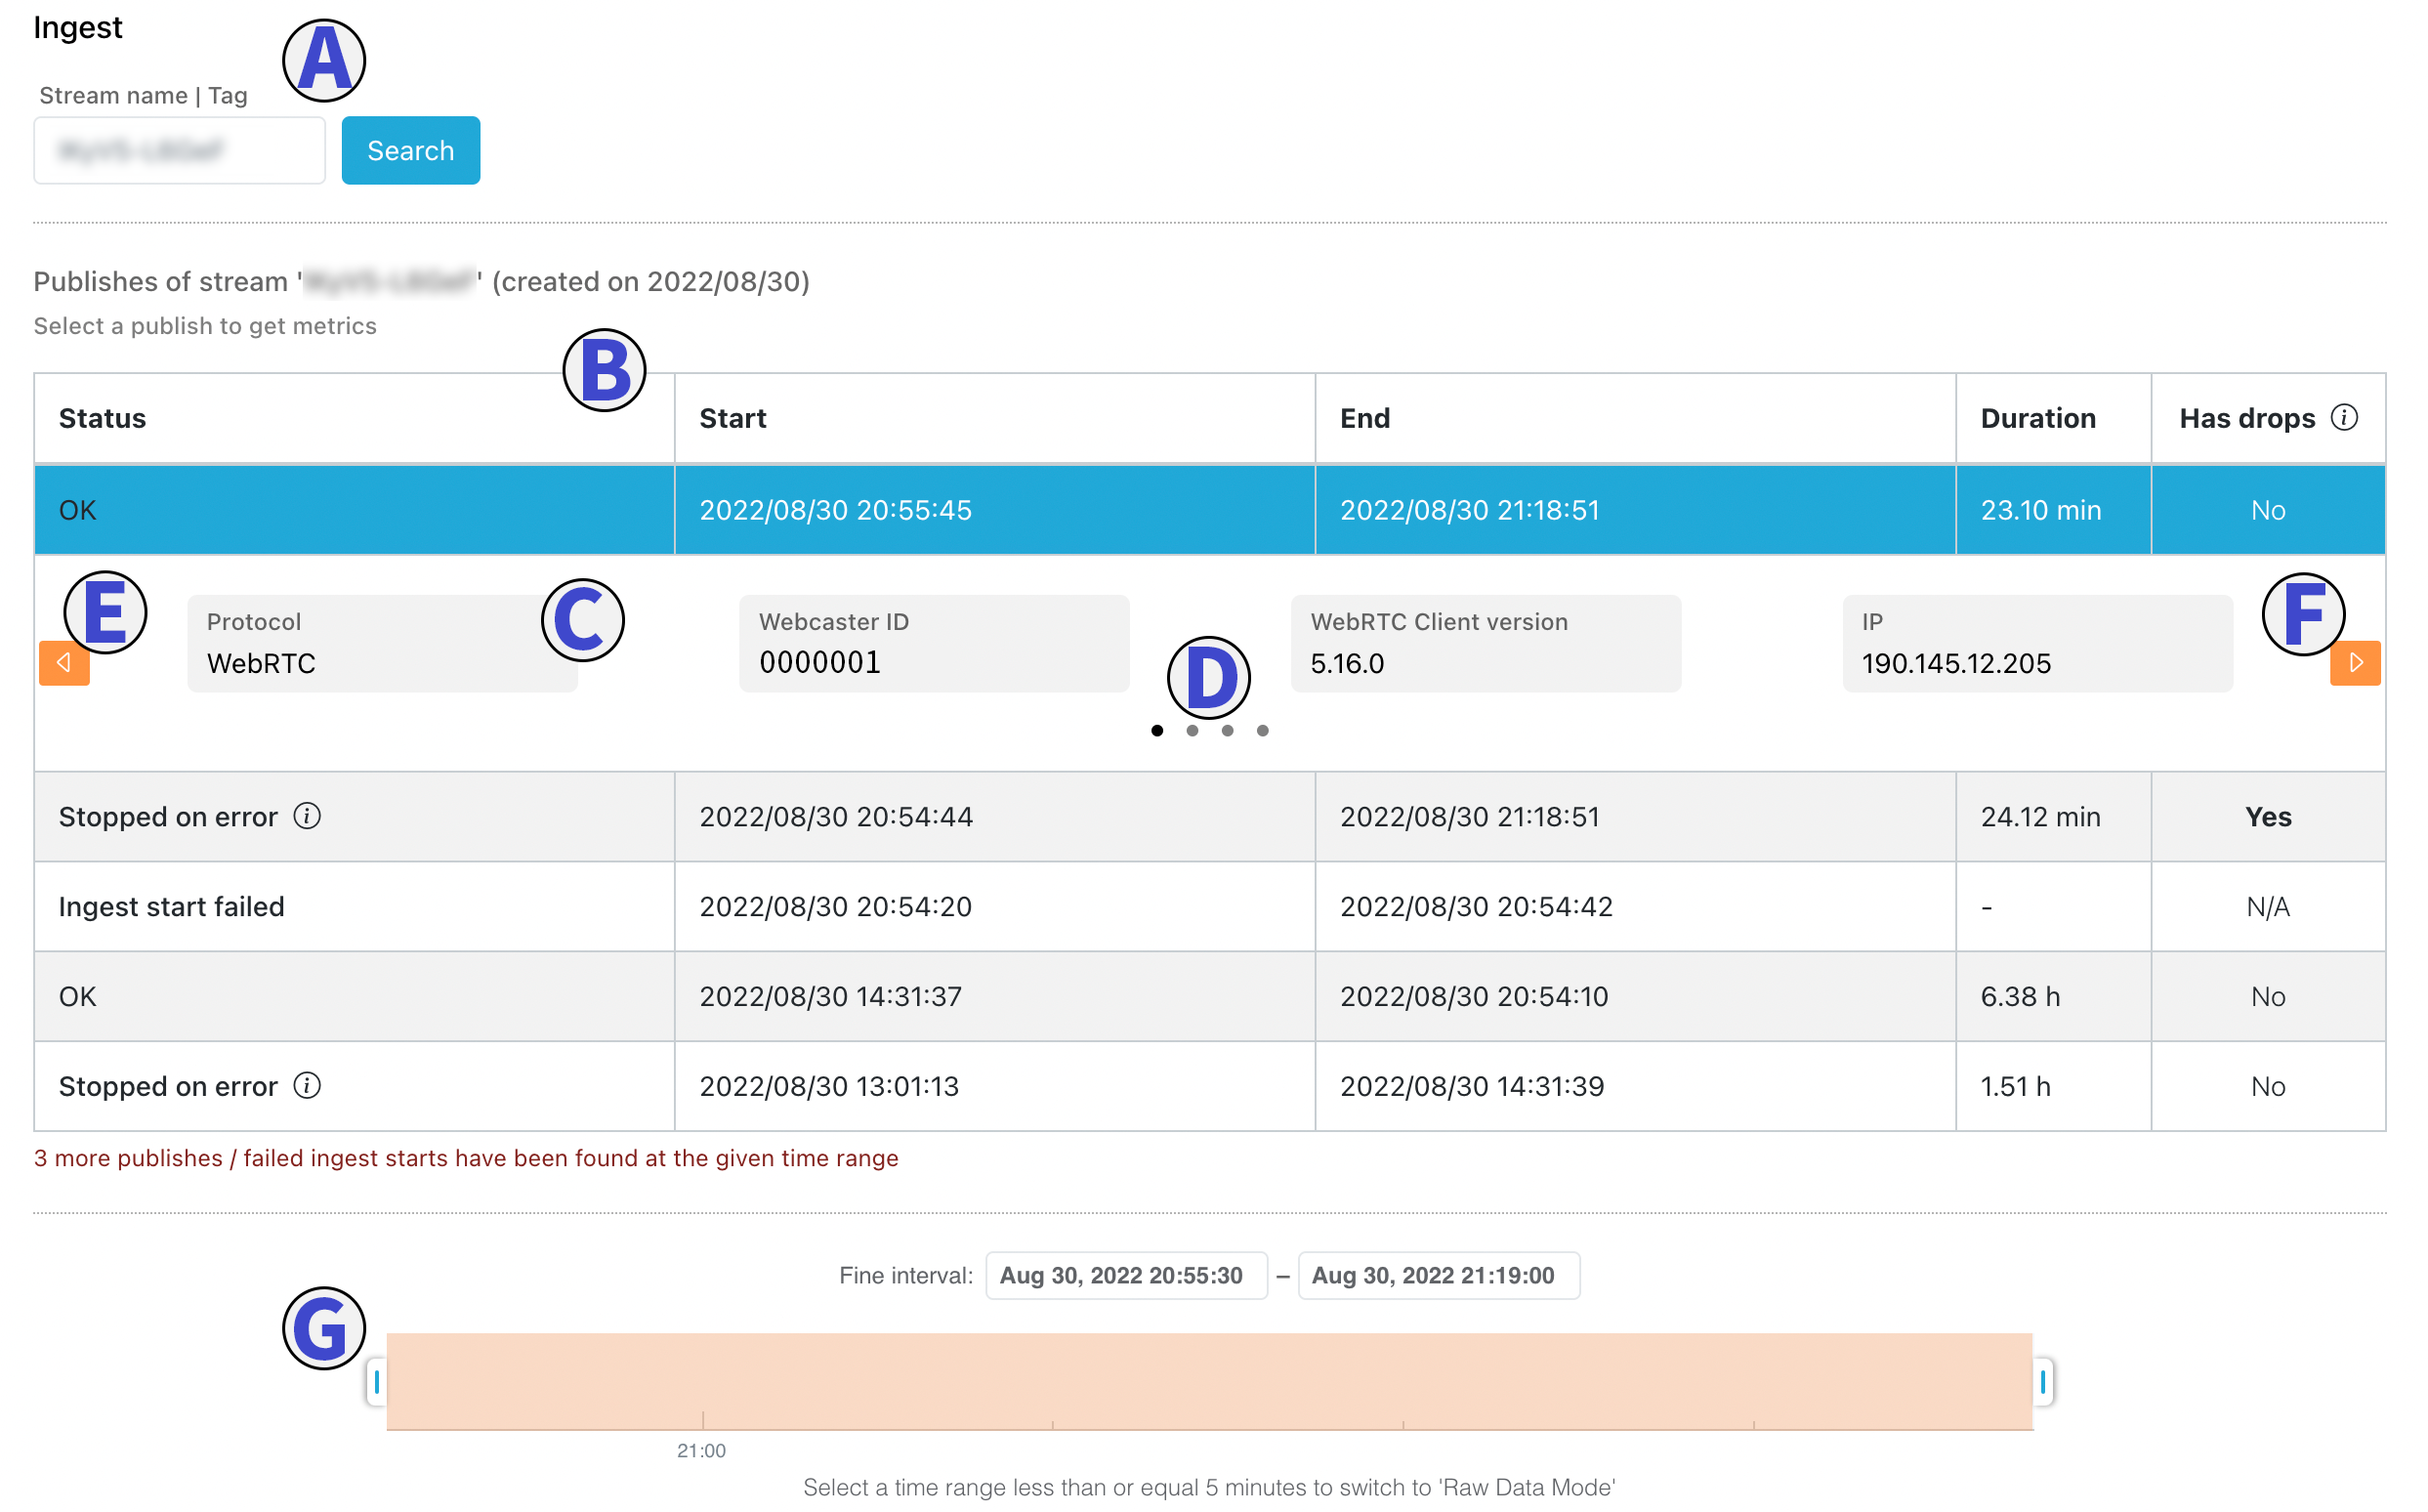 Ingest
A
Stream name | Tag
Search
Publishes of stream ' ' (created on 2022/08/30)
Select a publish to get metrics
B
Status Start End Duration Has drops i
OK 2022/08/30 20:55:45 2022/08/30 21:18:51 23.10 min No
E C D F
Protocol Webcaster ID WebRTC Client version IP
WebRTC 0000001 5.16.0 190.145.12.205
Stopped on error i 2022/08/30 20:54:44 2022/08/30 21:18:51 24.12 min Yes
Ingest start failed 2022/08/30 20:54:20 2022/08/30 20:54:42 - N/A
OK 2022/08/30 14:31:37 2022/08/30 20:54:10 6.38 h No
Stopped on error i 2022/08/30 13:01:13 2022/08/30 14:31:39 1.51 h No
3 more publishes / failed ingest starts have been found at the given time range
Fine interval: Aug 30, 2022 20:55:30 – Aug 30, 2022 21:19:00
G
21:00
Select a time range less than or equal 5 minutes to switch to 'Raw Data Mode'